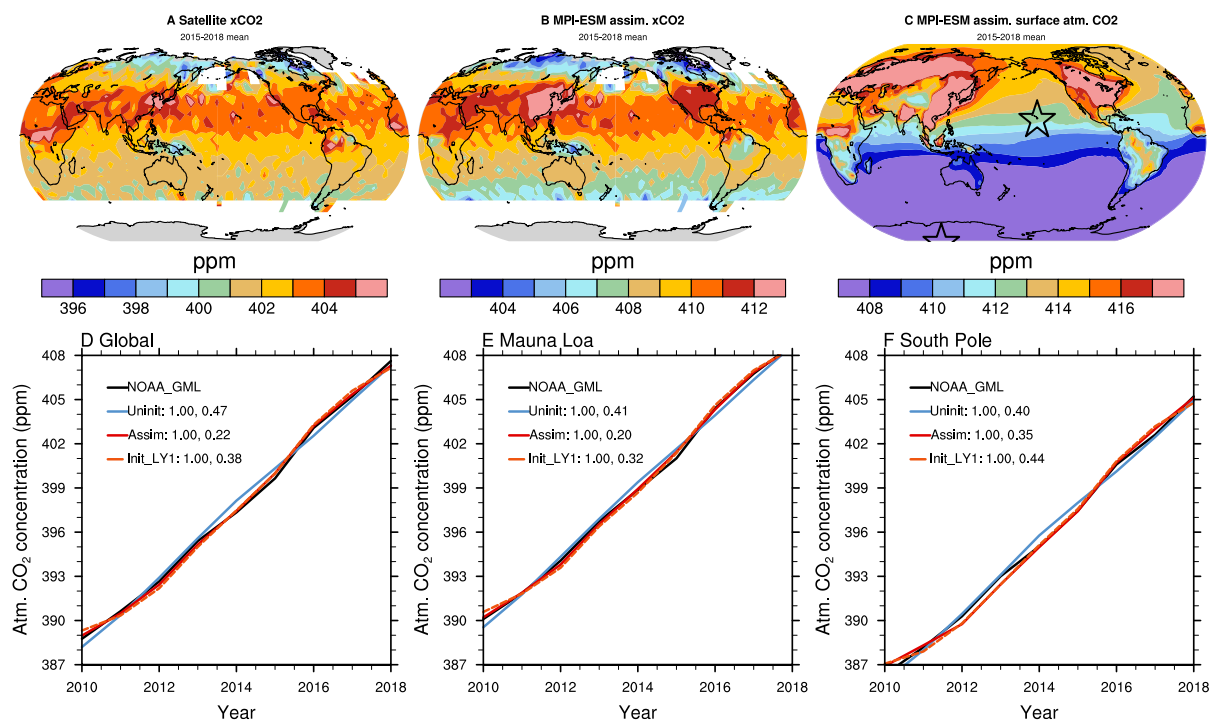 A Satellite xCO2
2015-2018 mean
ppm
396 398 400 402 404
B MPI-ESM assim. xCO2
2015-2018 mean
ppm
404 406 408 410 412
C MPI-ESM assim. surface atm. CO2
2015-2018 mean
ppm
408 410 412 414 416
D Global
Atm. CO₂ concentration (ppm)
408
405
402
399
396
393
390
387
NOAA_GML
Uninit: 1.00, 0.47
Assim: 1.00, 0.22
Init_LY1: 1.00, 0.38
2010 2012 2014 2016 2018
Year
E Mauna Loa
Atm. CO₂ concentration (ppm)
408
405
402
399
396
393
390
387
NOAA_GML
Uninit: 1.00, 0.41
Assim: 1.00, 0.20
Init_LY1: 1.00, 0.32
2010 2012 2014 2016 2018
Year
F South Pole
Atm. CO₂ concentration (ppm)
408
405
402
399
396
393
390
387
NOAA_GML
Uninit: 1.00, 0.40
Assim: 1.00, 0.35
Init_LY1: 1.00, 0.44
2010 2012 2014 2016 2018
Year